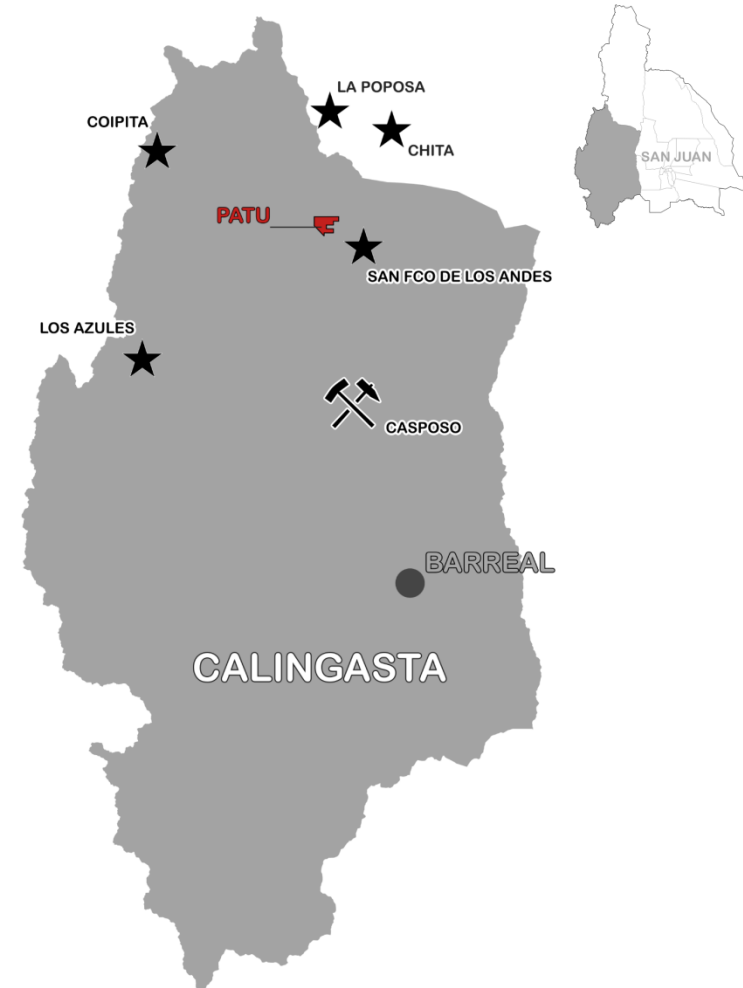 LA POPOSA
COIPITA
CHITA
SAN JUAN
PATU
SAN FCO DE LOS ANDES
LOS AZULES
CASPOSO
BARREAL
CALINGASTA